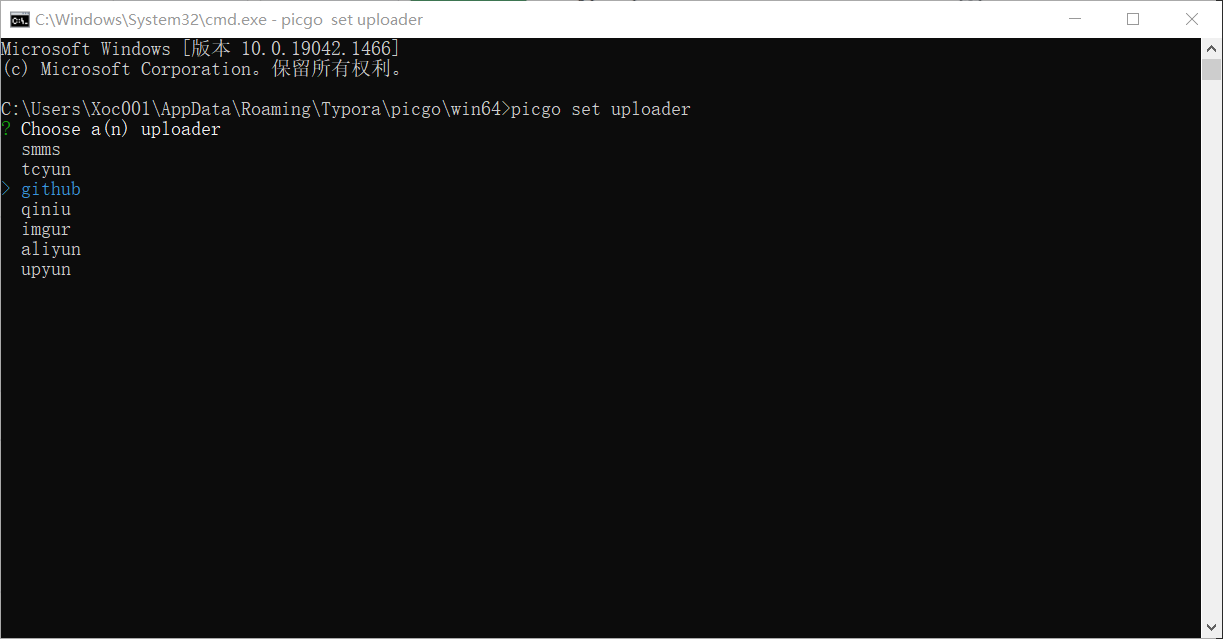 C:\Windows\System32\cmd.exe - picgo  set uploader
Microsoft Windows [版本 10.0.19042.1466]
(c) Microsoft Corporation。保留所有权利。
C:\Users\Xoc001\AppData\Roaming\Typora\picgo\win64>picgo set uploader
? Choose a(n) uploader
  smms
  tcyun
> github
  qiniu
  imgur
  aliyun
  upyun